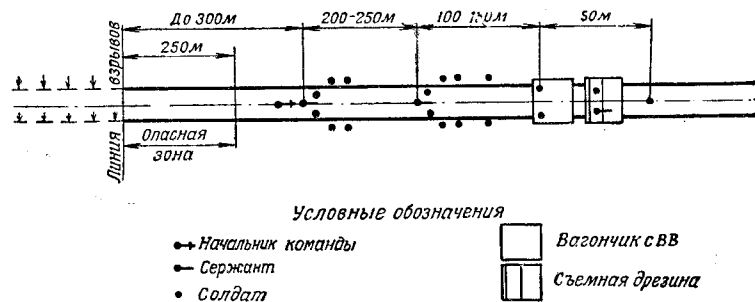 До 300м 200-250м 100-150м 50м
250м
взрывов
Линия
Опасная
зона
Условные обозначения
Начальник команды
Сержант
Солдат
Вагончик с ВВ
Съемная дрезина